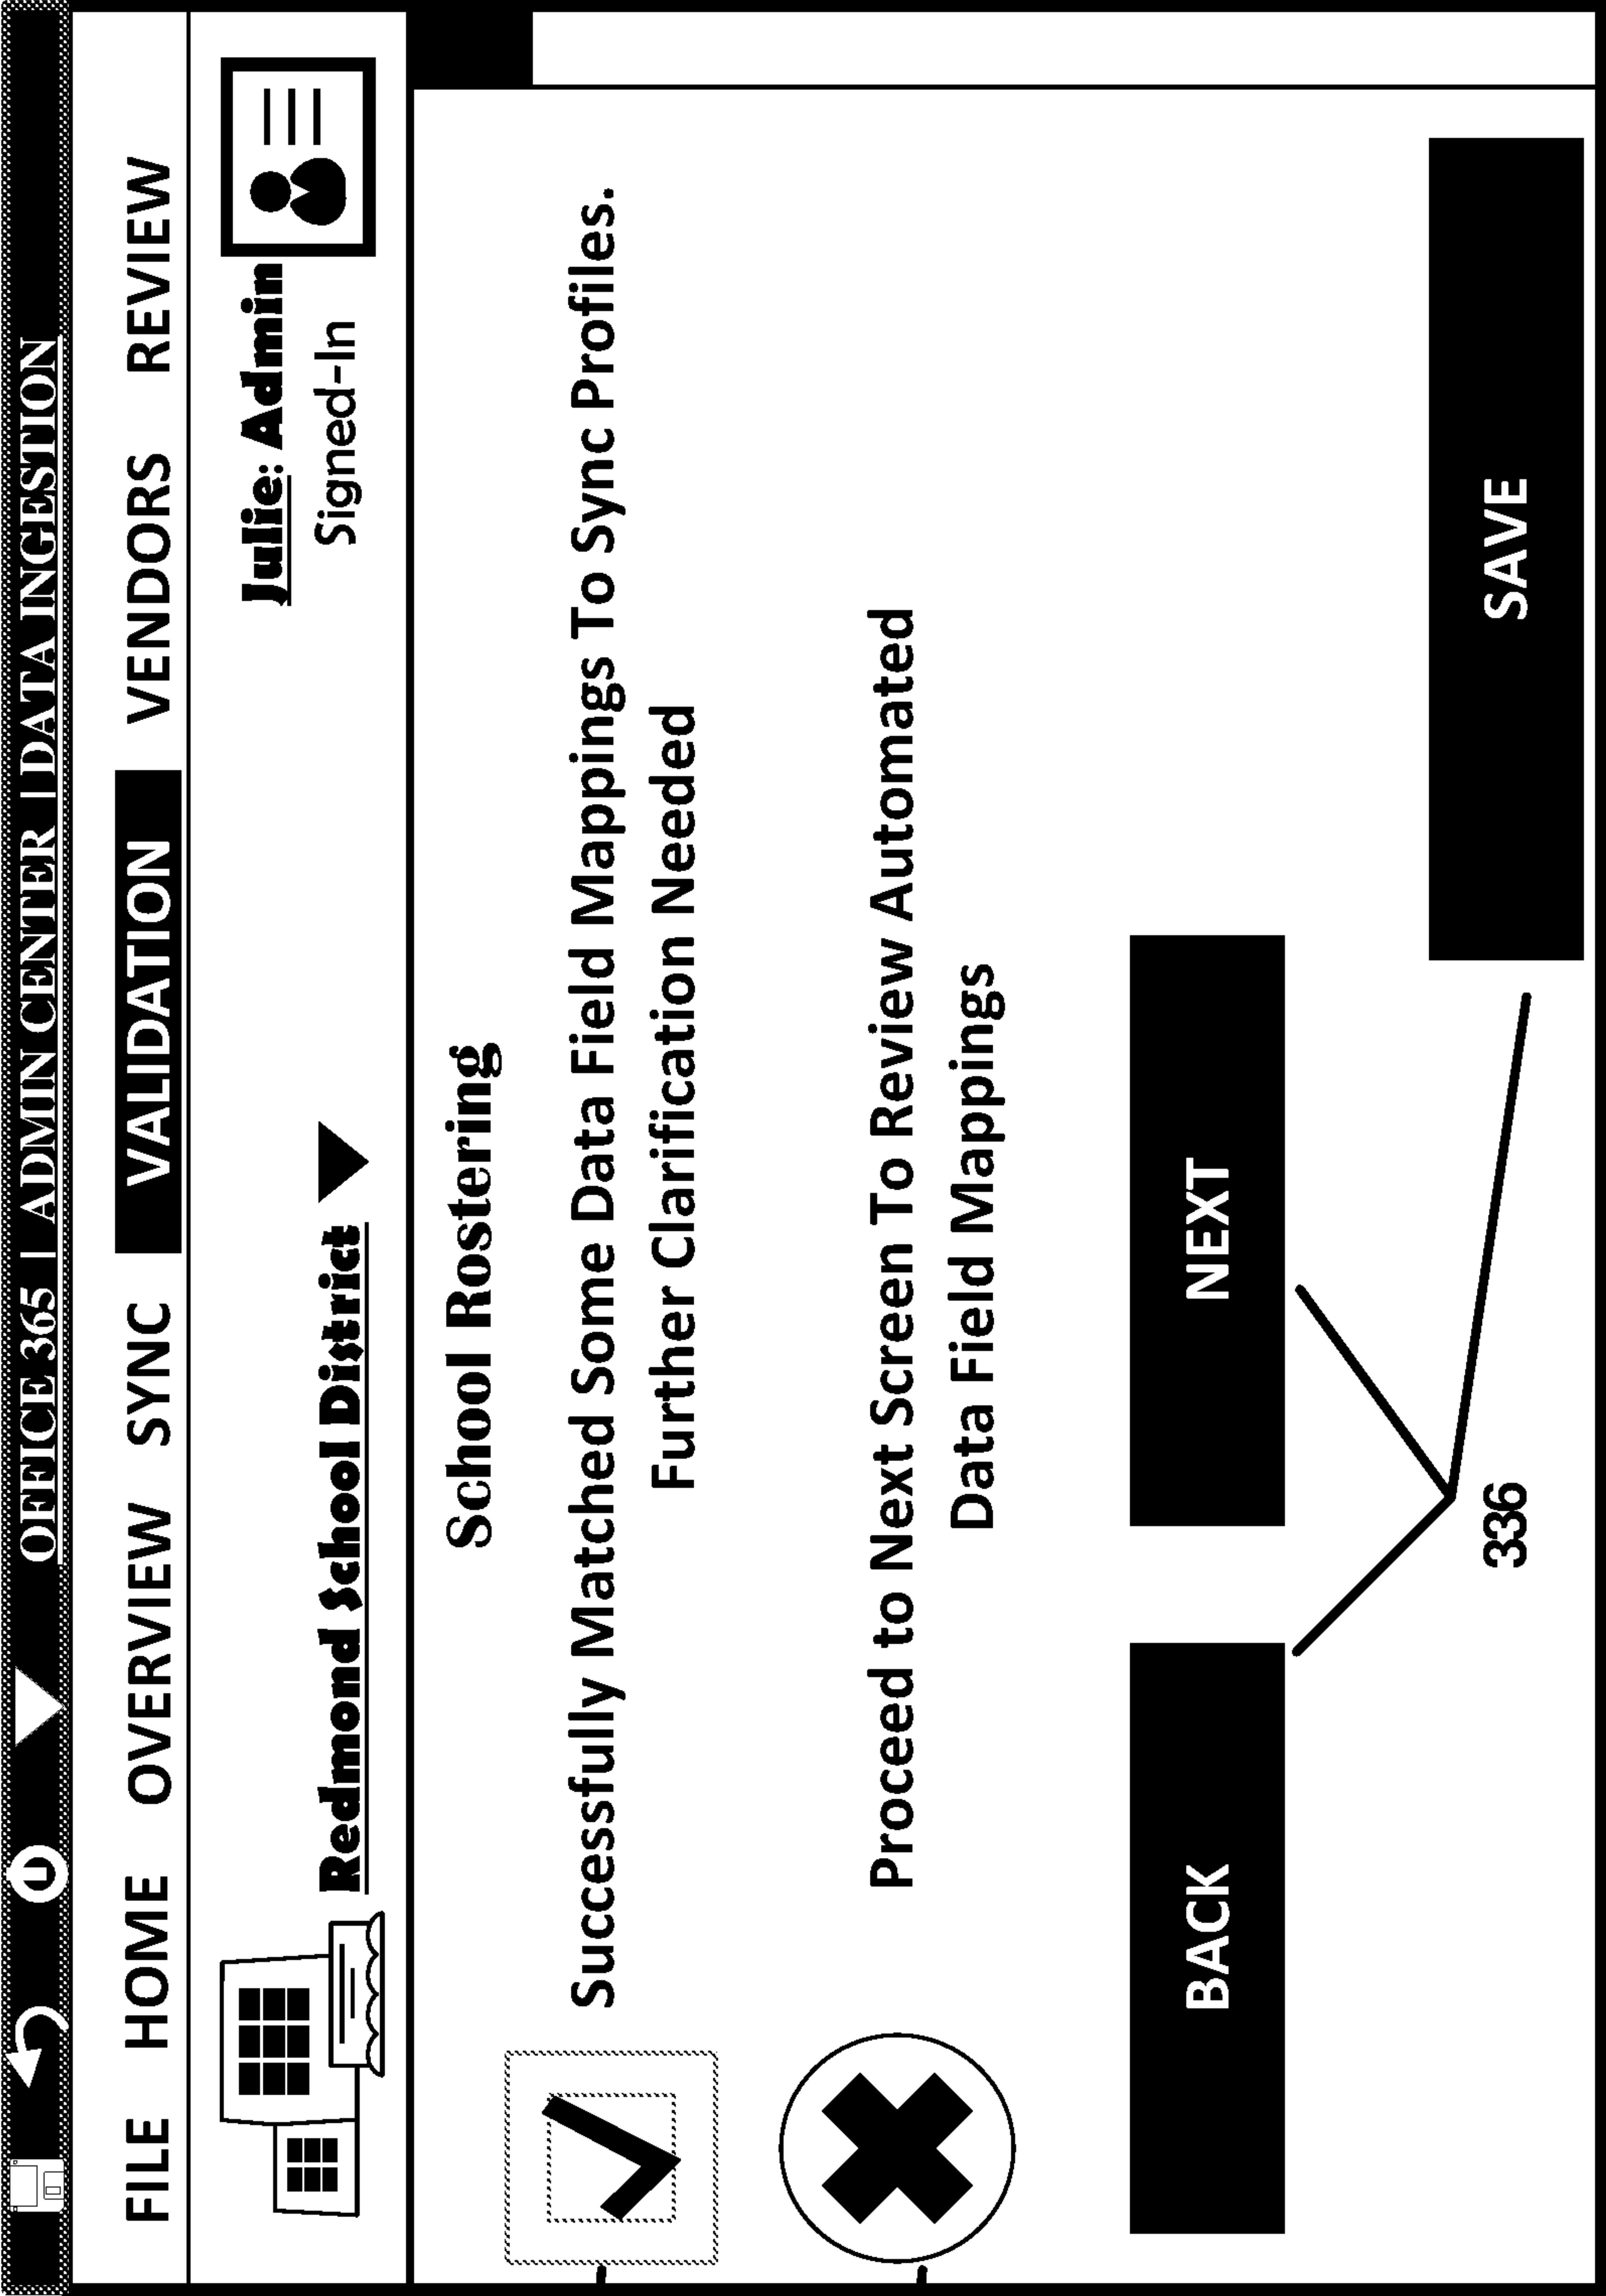 OFFICE 365 | ADMIN CENTER | DATA INGESTION
FILE HOME OVERVIEW SYNC VALIDATION VENDORS REVIEW
Julie: Admin
Signed-In
Redmond School District
School Rostering
Successfully Matched Some Data Field Mappings To Sync Profiles.
Further Clarification Needed
Proceed to Next Screen To Review Automated
Data Field Mappings
BACK
NEXT
SAVE
336